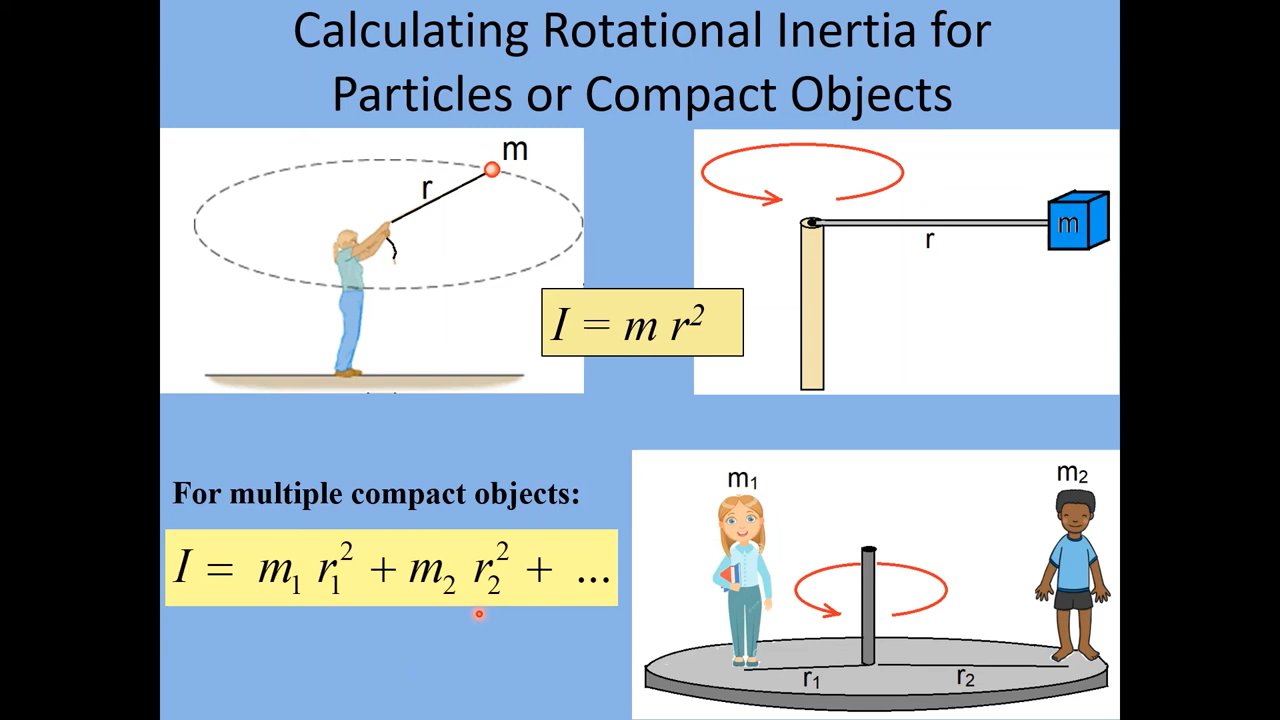 Calculating Rotational Inertia for
Particles or Compact Objects
m
r
m
r
I = m r²
For multiple compact objects:
I = m₁ r₁² + m₂ r₂² + ...
m₁
m₂
r₁
r₂